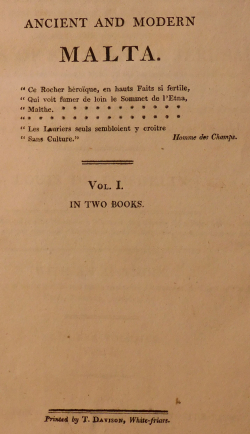 ANCIENT AND MODERN
MALTA.
" Ce Rocher héroïque, en hauts Faits si fertile,
" Qui voit fumer de loin le Sommet de l'Etna,
" Malthe. * * * * * * * * * * *
" * * * * * * * * * * * * *
" Les Lauriers seuls sembloient y croître
" Sans Culture." Homme des Champs.
VOL. I.
IN TWO BOOKS.
Printed by T. DAVISON, White-friars.